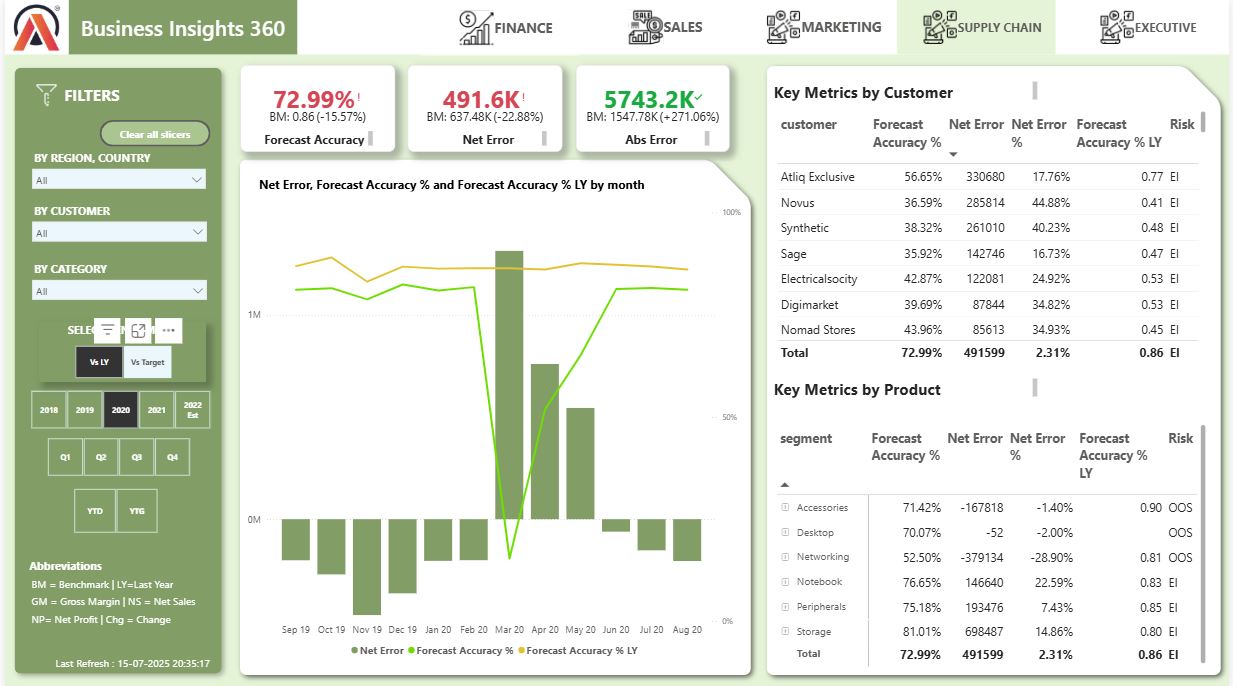 Business Insights 360
FINANCE
SALES
MARKETING
SUPPLY CHAIN
EXECUTIVE
FILTERS
Clear all slicers
BY REGION, COUNTRY
All
BY CUSTOMER
All
BY CATEGORY
All
Vs LY
Vs Target
2018
2019
2020
2021
2022
Est
Q1
Q2
Q3
Q4
YTD
YTG
Abbreviations
BM = Benchmark | LY=Last Year
GM = Gross Margin | NS = Net Sales
NP= Net Profit | Chg = Change
Last Refresh : 15-07-2025 20:35:17
72.99%!
BM: 0.86 (-15.57%)
Forecast Accuracy
491.6K!
BM: 637.48K (-22.88%)
Net Error
5743.2K✓
BM: 1547.78K (+271.06%)
Abs Error
Net Error, Forecast Accuracy % and Forecast Accuracy % LY by month
100%
1M
50%
0M
0%
Sep 19 Oct 19 Nov 19 Dec 19 Jan 20 Feb 20 Mar 20 Apr 20 May 20 Jun 20 Jul 20 Aug 20
Net Error Forecast Accuracy % Forecast Accuracy % LY
Key Metrics by Customer
customer Forecast Accuracy % Net Error Net Error % Forecast Accuracy % LY Risk
Atliq Exclusive 56.65% 330680 17.76% 0.77 EI
Novus 36.59% 285814 44.88% 0.41 EI
Synthetic 38.32% 261010 40.23% 0.48 EI
Sage 35.92% 142746 16.73% 0.47 EI
Electricalsocity 42.87% 122081 24.92% 0.53 EI
Digimarket 39.69% 87844 34.82% 0.53 EI
Nomad Stores 43.96% 85613 34.93% 0.45 EI
Total 72.99% 491599 2.31% 0.86 EI
Key Metrics by Product
segment Forecast Accuracy % Net Error Net Error % Forecast Accuracy % LY Risk
Accessories 71.42% -167818 -1.40% 0.90 OOS
Desktop 70.07% -52 -2.00% OOS
Networking 52.50% -379134 -28.90% 0.81 OOS
Notebook 76.65% 146640 22.59% 0.83 EI
Peripherals 75.18% 193476 7.43% 0.85 EI
Storage 81.01% 698487 14.86% 0.80 EI
Total 72.99% 491599 2.31% 0.86 EI